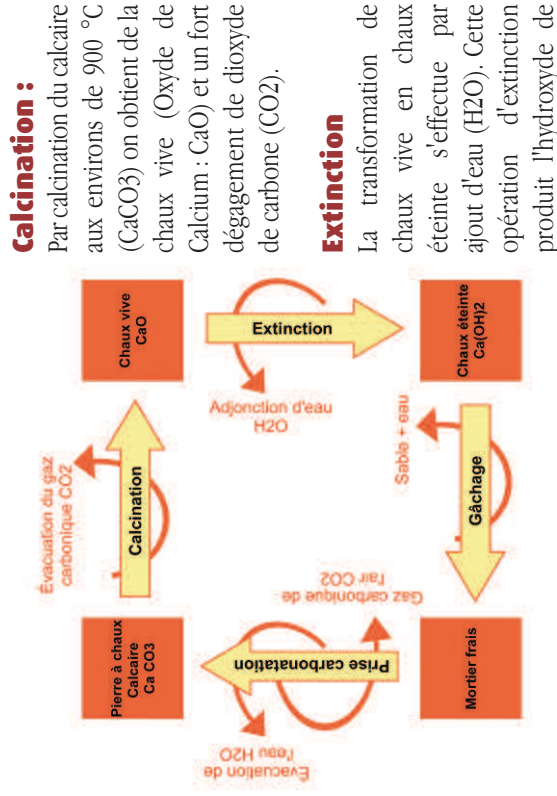 Calcination :
Par calcination du calcaire
aux environs de 900 °C
(CaCO3) on obtient de la
chaux vive (Oxyde de
Calcium : CaO) et un fort
dégagement de dioxyde
de carbone (CO2).
Extinction
La transformation de
chaux vive en chaux
éteinte s'effectue par
ajout d'eau (H2O). Cette
opération d'extinction
produit l'hydroxyde de
Évacuation du gaz
carbonique CO2
Pierre à chaux
Calcaire
Ca CO3
Calcination
Chaux vive
CaO
Évacuation de
l'eau H2O
Prise carbonatation
Gaz carbonique de
l'air CO2
Adjonction d'eau
H2O
Extinction
Mortier frais
Gâchage
Sable + eau
Chaux éteinte
Ca(OH)2